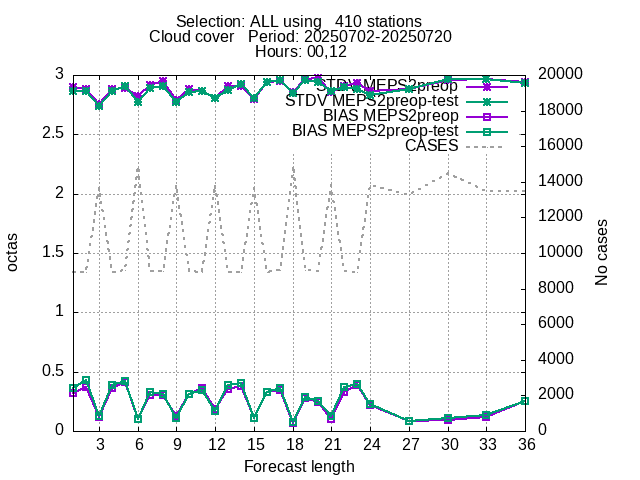 Selection: ALL using   410 stations
Cloud cover   Period: 20250702-20250720
Hours: 00,12
STDV MEPS2preop
STDV MEPS2preop-test
BIAS MEPS2preop
BIAS MEPS2preop-test
CASES
3
2.5
2
1.5
1
0.5
0
octas
20000
18000
16000
14000
12000
10000
8000
6000
4000
2000
0
No cases
3 6 9 12 15 18 21 24 27 30 33 36
Forecast length